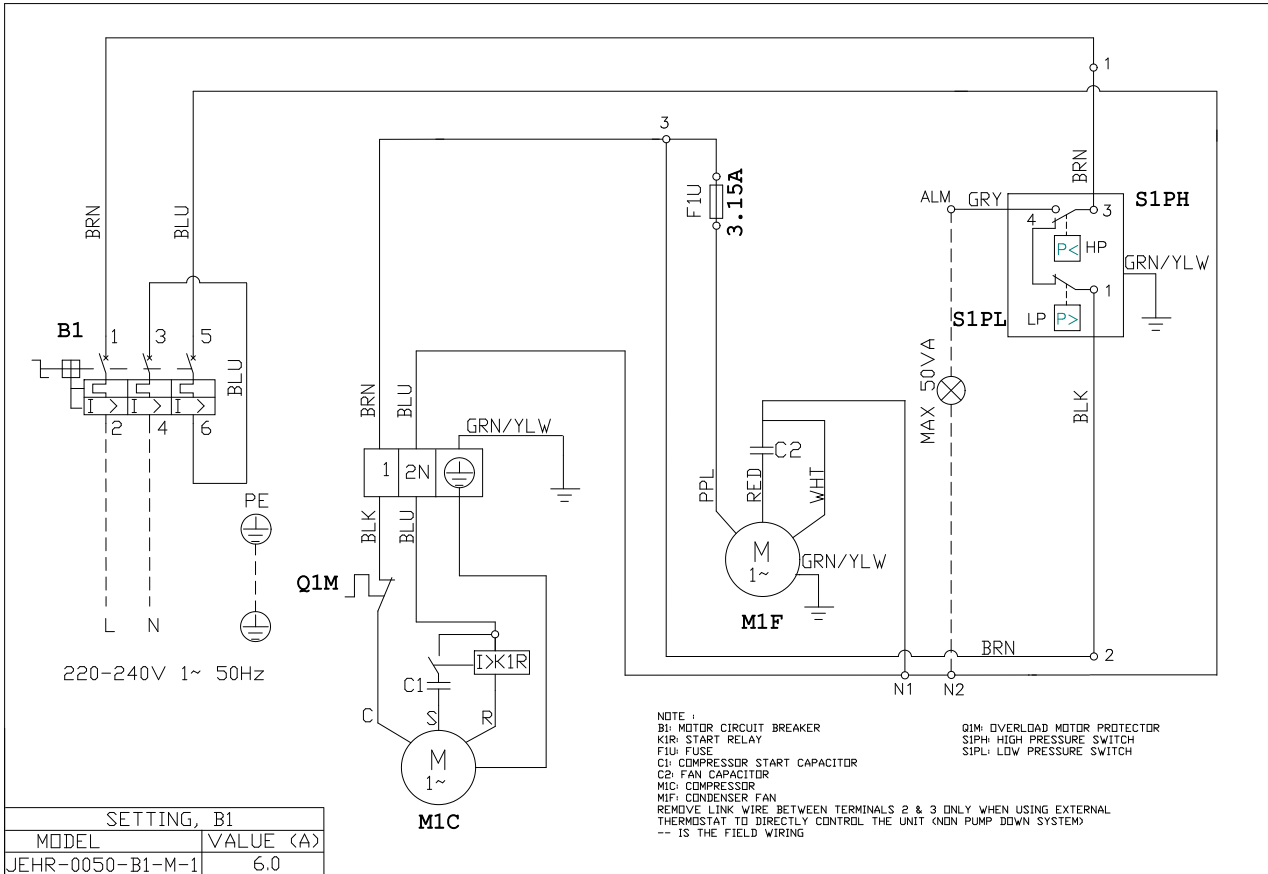 1
3
BRN
BLU
BRN
F1U
3.15A
ALM
GRY
4
3
S1PH
P<
HP
GRN/YLW
B1
1
3
5
BLU
1
S1PL
LP
P>
I >
I >
I >
2
4
6
BRN
BLU
GRN/YLW
MAX 50VA
BLK
1
2N
C2
PE
BLK
BLU
PPL
RED
WHT
M
1~
GRN/YLW
Q1M
M1F
L
N
BRN
2
220-240V 1~ 50Hz
I>K1R
C1
N1
N2
C
S
R
M
1~
M1C
NOTE :
B1: MOTOR CIRCUIT BREAKER
K1R: START RELAY
F1U: FUSE
C1: COMPRESSOR START CAPACITOR
C2: FAN CAPACITOR
M1C: COMPRESSOR
M1F: CONDENSER FAN
REMOVE LINK WIRE BETWEEN TERMINALS 2 & 3 ONLY WHEN USING EXTERNAL
THERMOSTAT TO DIRECTLY CONTROL THE UNIT (NON PUMP DOWN SYSTEM)
-- IS THE FIELD WIRING
Q1M: OVERLOAD MOTOR PROTECTOR
S1PH: HIGH PRESSURE SWITCH
S1PL: LOW PRESSURE SWITCH
SETTING, B1
MODEL VALUE (A)
JEHR-0050-B1-M-1 6.0